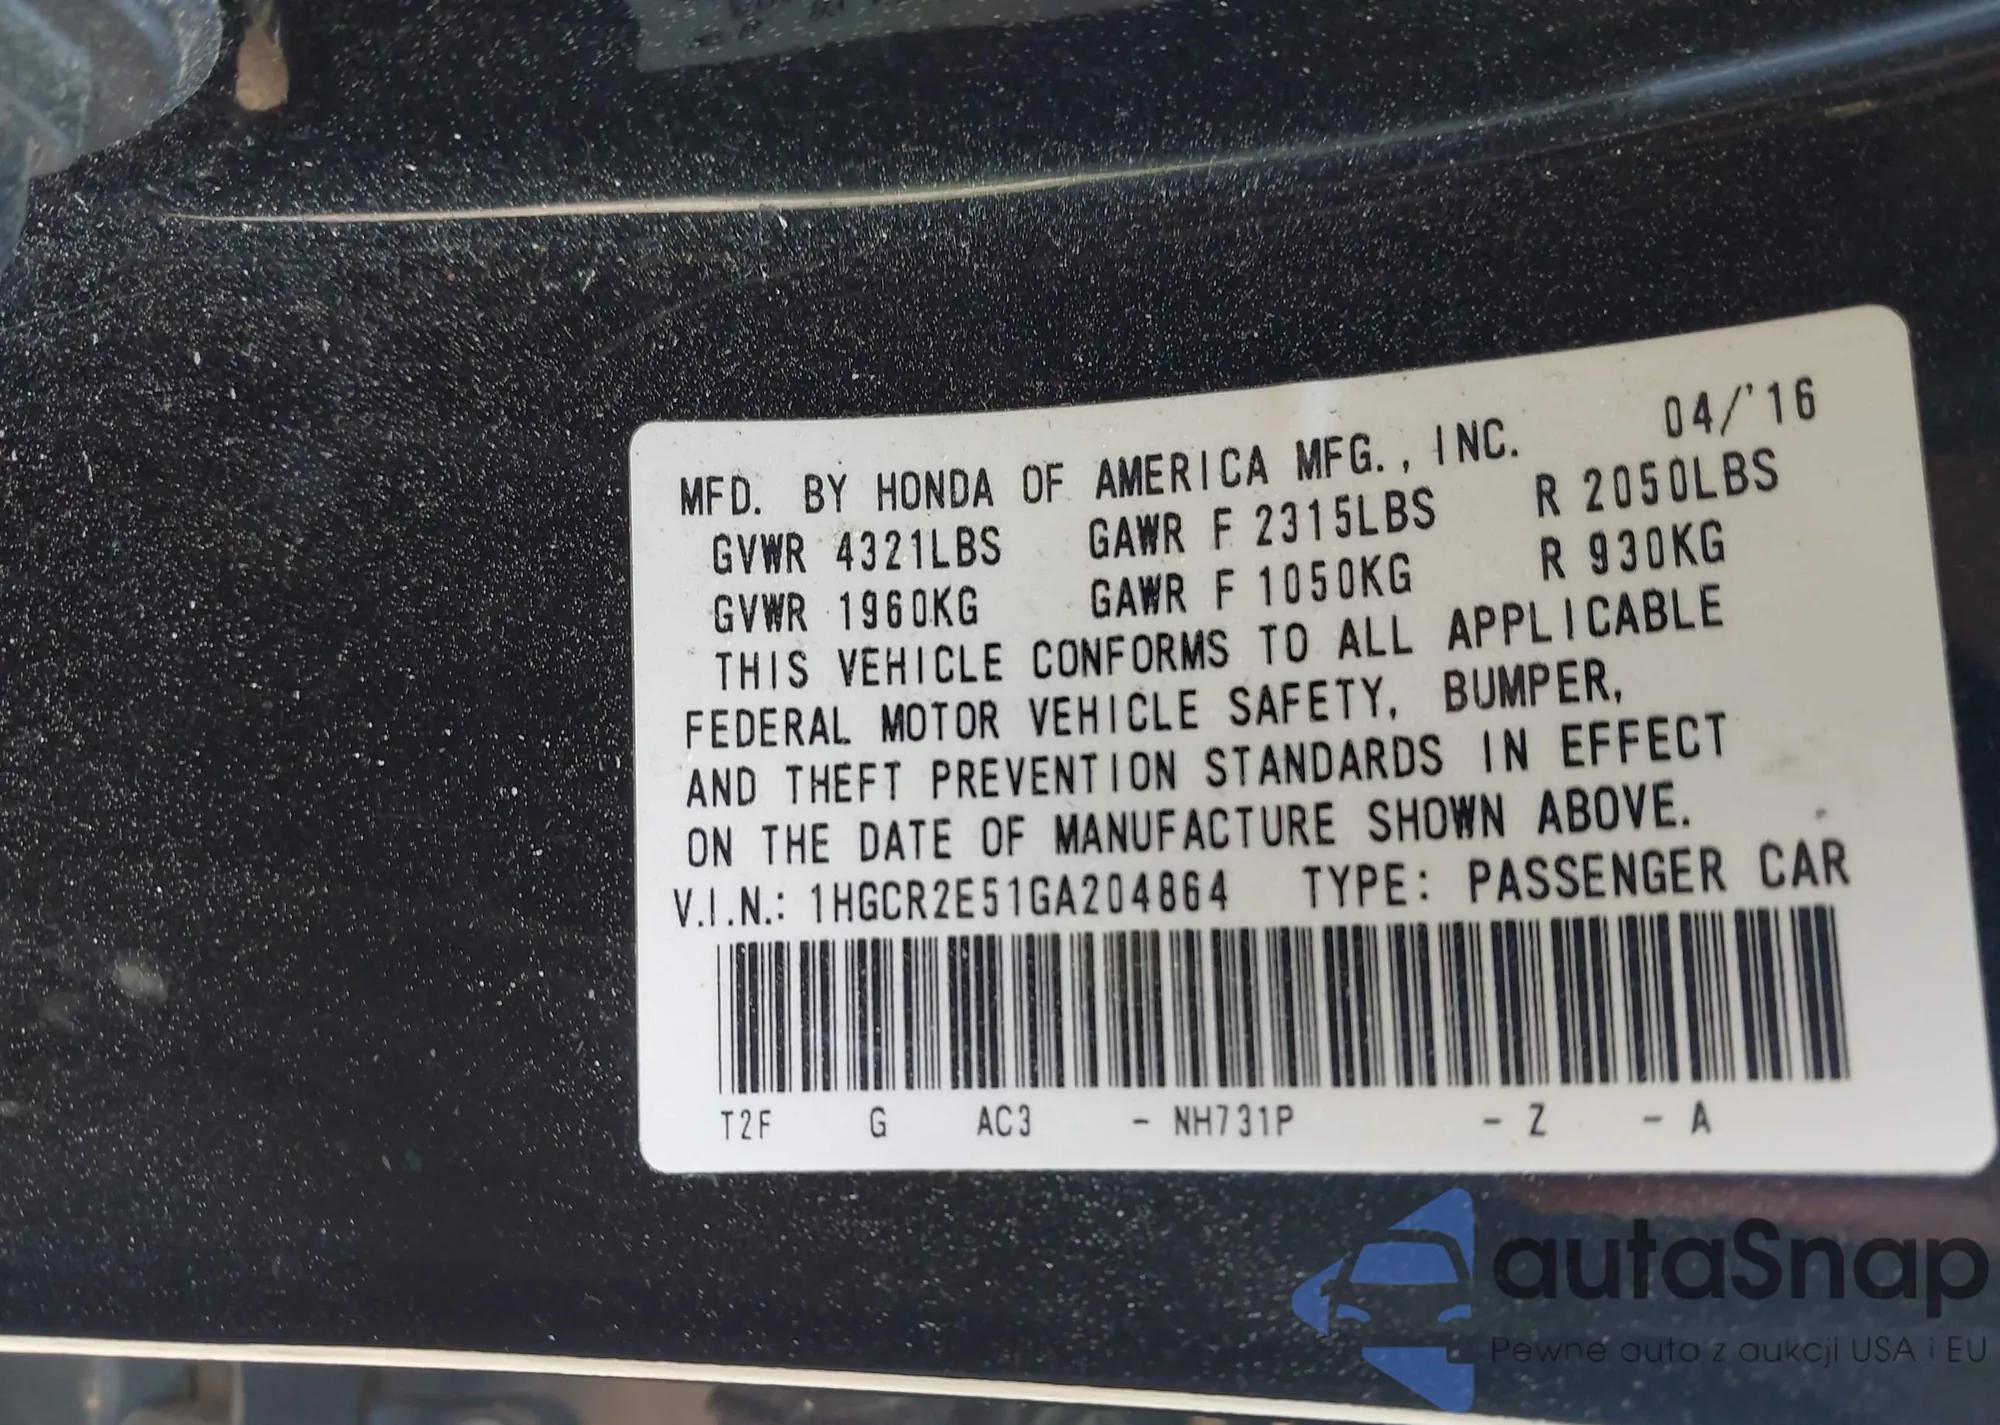 MFD. BY HONDA OF AMERICA MFG., INC. 04/'16
GVWR 4321LBS GAWR F 2315LBS R 2050LBS
GVWR 1960KG GAWR F 1050KG R 930KG
THIS VEHICLE CONFORMS TO ALL APPLICABLE
FEDERAL MOTOR VEHICLE SAFETY, BUMPER,
AND THEFT PREVENTION STANDARDS IN EFFECT
ON THE DATE OF MANUFACTURE SHOWN ABOVE.
V.I.N.: 1HGCR2E51GA204864 TYPE: PASSENGER CAR
T2F G AC3 - NH731P - Z - A
autaSnap
Pewne auta z aukcji USA i EU